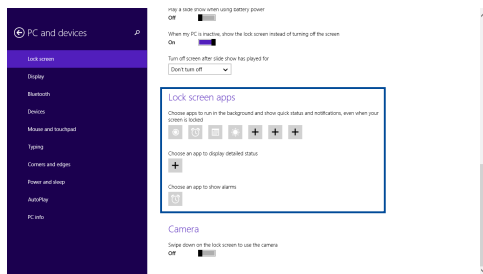 Play a slide show when using battery power
Off
PC and devices
When my PC is inactive, show the lock screen instead of turning off the screen
On
Lock screen
Turn off screen after slide show has played for
Don't turn off
Display
Bluetooth
Devices
Mouse and touchpad
Typing
Corners and edges
Power and sleep
AutoPlay
PC info
Lock screen apps
Choose apps to run in the background and show quick status and notifications, even when your
screen is locked
Choose an app to display detailed status
Choose an app to show alarms
Camera
Swipe down on the lock screen to use the camera
Off